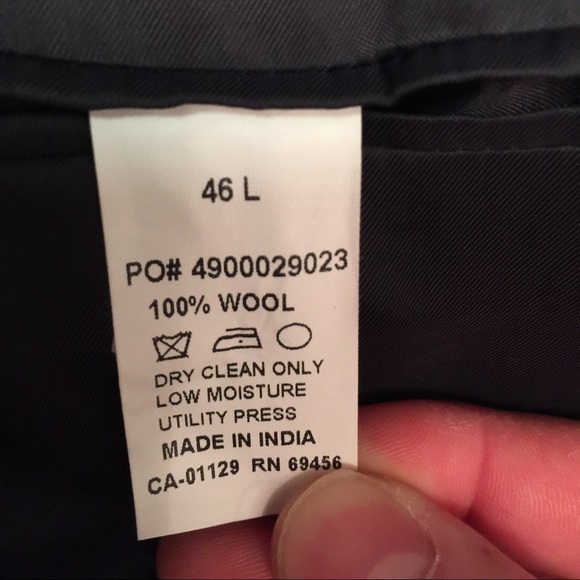 46 L
PO# 4900029023
100% WOOL
DRY CLEAN ONLY
LOW MOISTURE
UTILITY PRESS
MADE IN INDIA
CA-01129 RN 69456